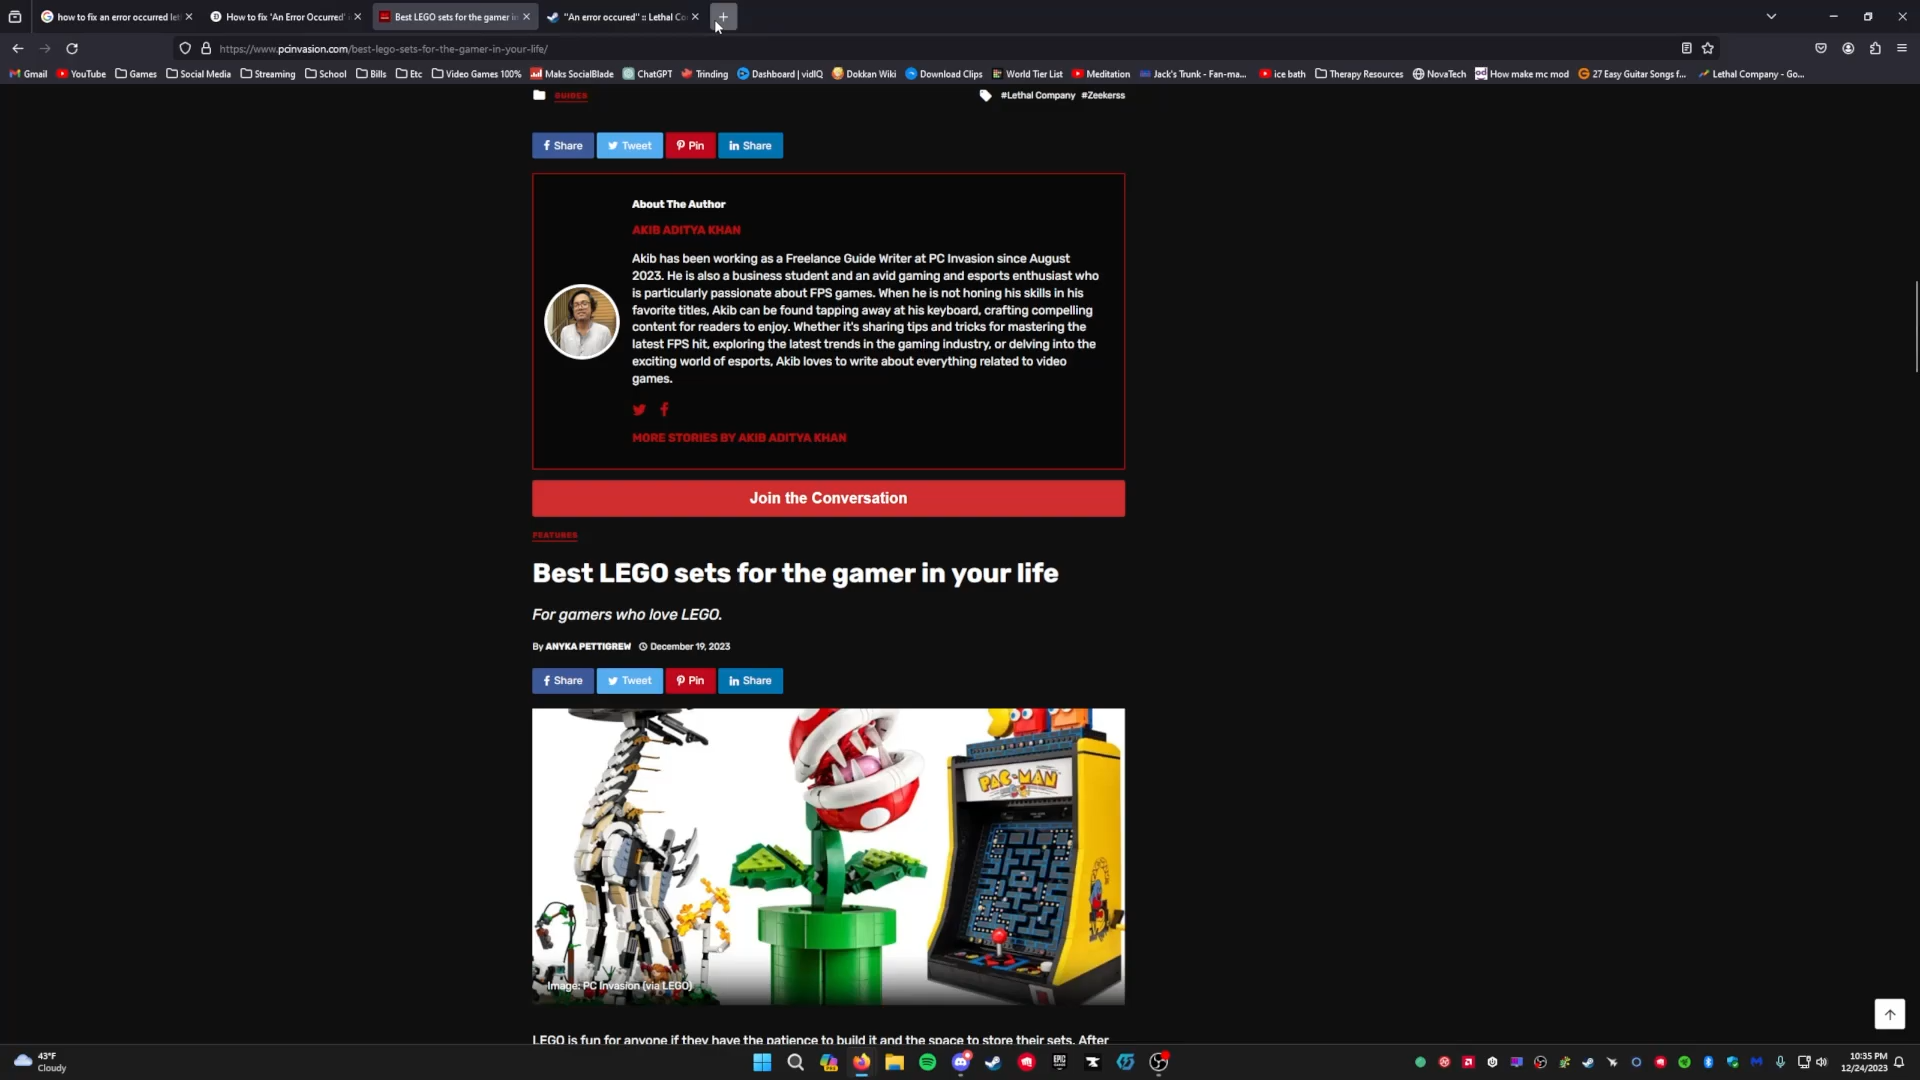 how to fix an error occurred let
How to fix 'An Error Occurred'
Best LEGO sets for the gamer in
"An error occured" :: Lethal Co
https://www.pcinvasion.com/best-lego-sets-for-the-gamer-in-your-life/
Gmail
YouTube
Games
Social Media
Streaming
School
Bills
Etc
Video Games 100%
Maks SocialBlade
ChatGPT
Trinding
Dashboard | vidIQ
Dokkan Wiki
Download Clips
World Tier List
Meditation
Jack's Trunk - Fan-ma...
ice bath
Therapy Resources
NovaTech
How make mc mod
27 Easy Guitar Songs f...
Lethal Company - Go...
GUIDES
#Lethal Company #Zeekerss
Share
Tweet
Pin
Share
About The Author
AKIB ADITYA KHAN
Akib has been working as a Freelance Guide Writer at PC Invasion since August
2023. He is also a business student and an avid gaming and esports enthusiast who
is particularly passionate about FPS games. When he is not honing his skills in his
favorite titles, Akib can be found tapping away at his keyboard, crafting compelling
content for readers to enjoy. Whether it's sharing tips and tricks for mastering the
latest FPS hit, exploring the latest trends in the gaming industry, or delving into the
exciting world of esports, Akib loves to write about everything related to video
games.
MORE STORIES BY AKIB ADITYA KHAN
Join the Conversation
FEATURES
Best LEGO sets for the gamer in your life
For gamers who love LEGO.
By ANYKA PETTIGREW December 19, 2023
Share
Tweet
Pin
Share
PAC-MAN
Image: PC Invasion (via LEGO)
LEGO is fun for anyone if they have the patience to build it and the space to store their sets. After
43°F
Cloudy
EPIC
10:35 PM
12/24/2023